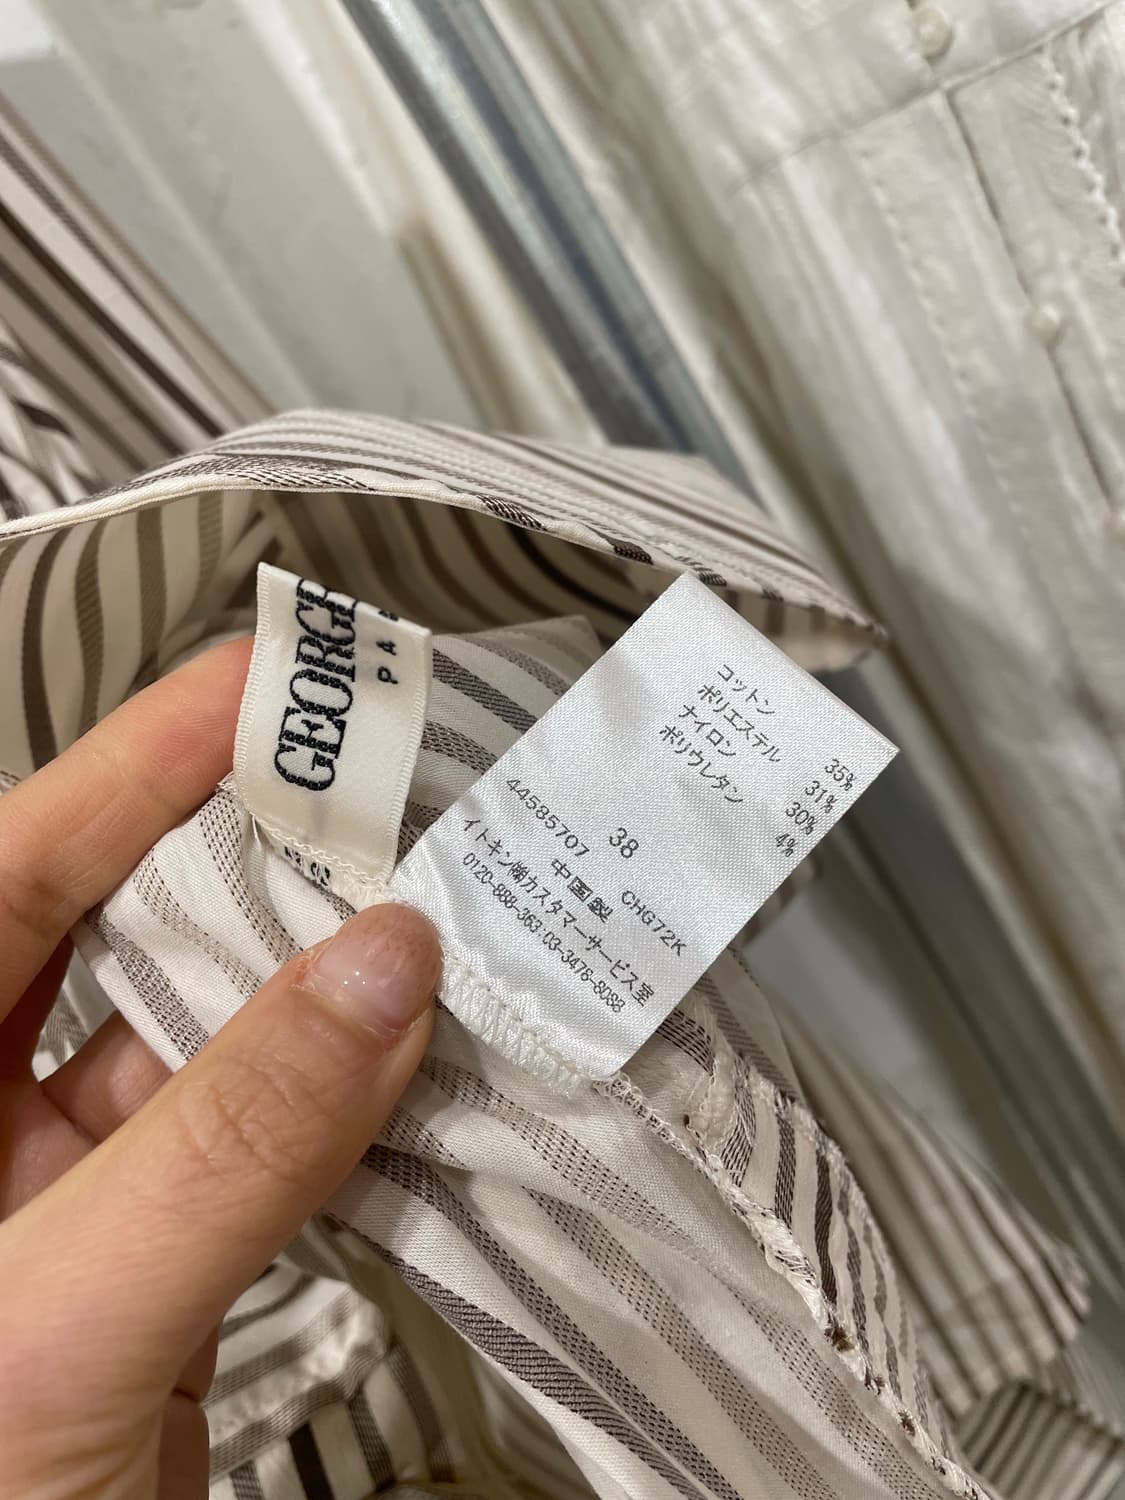 GEORGE
PA
コットン 35%
ポリエステル 31%
ナイロン 30%
ポリウレタン 4%
38
44585707 CHG72K
中国製
イトキン㈱カスタマーサービス室
0120-888-363:03-3478-8088